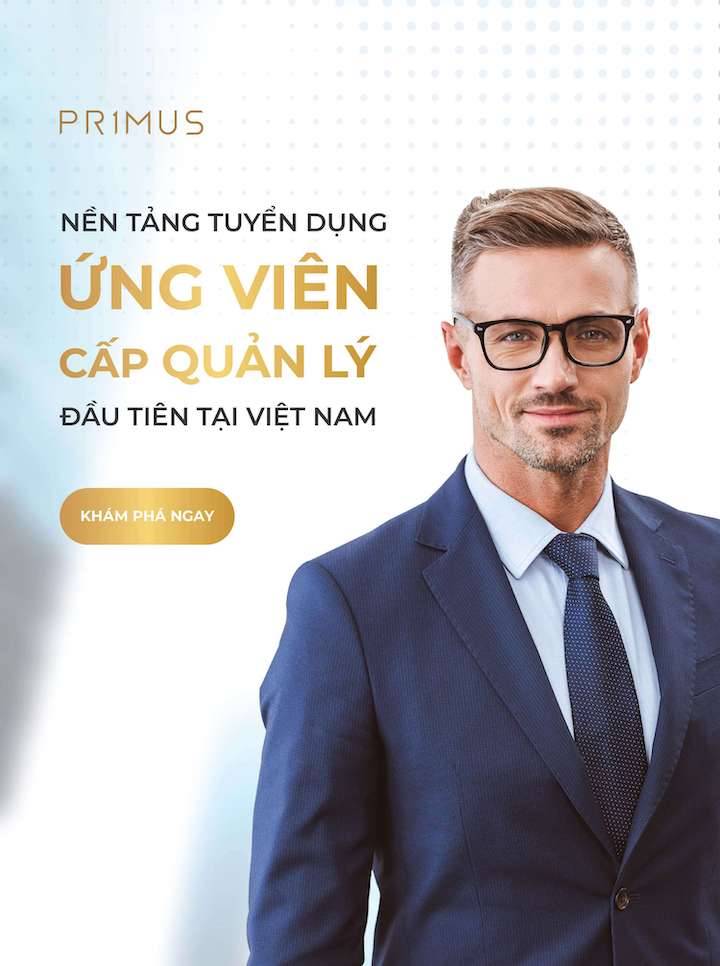 PR1MUS
NỀN TẢNG TUYỂN DỤNG
ỨNG VIÊN
CẤP QUẢN LÝ
ĐẦU TIÊN TẠI VIỆT NAM
KHÁM PHÁ NGAY